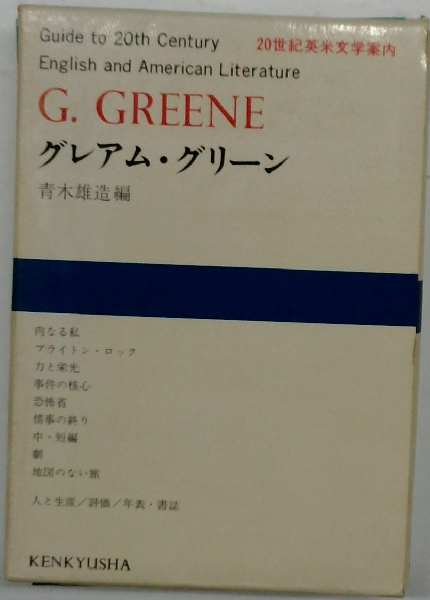 Guide to 20th Century 20世紀英米文学案内
English and American Literature
G. GREENE
グレアム・グリーン
青木雄造編
内なる私
ブライトン・ロック
力と栄光
事件の核心
恐怖省
情事の終り
中・短編
劇
地図のない旅
人と生涯／評価／年表・書誌
KENKYUSHA